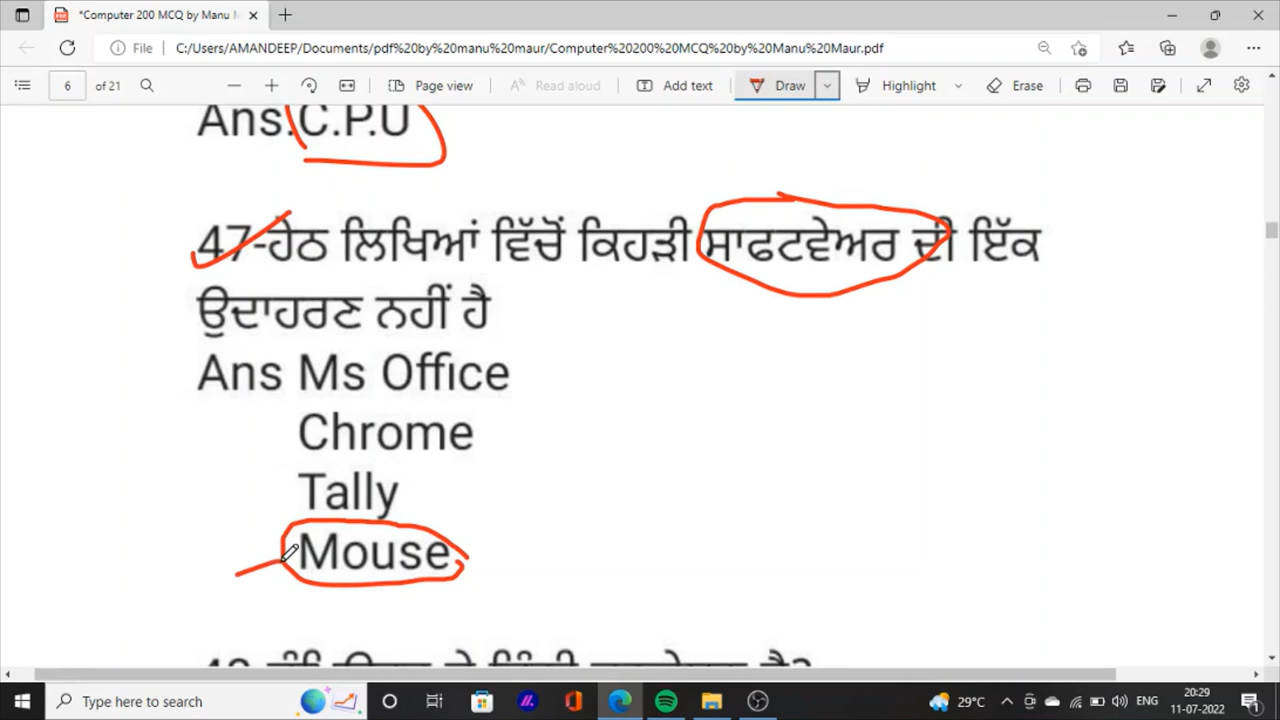 *Computer 200 MCQ by Manu M
File C:/Users/AMANDEEP/Documents/pdf%20by%20manu%20maur/Computer%20200%20MCQ%20by%20Manu%20Maur.pdf
6 of 21 Page view Read aloud Add text Draw Highlight Erase
Ans.C.P.U
47-ਹੇਠ ਲਿਖਿਆਂ ਵਿੱਚੋਂ ਕਿਹੜੀ ਸਾਫਟਵੇਅਰ ਦੀ ਇੱਕ
ਉਦਾਹਰਣ ਨਹੀਂ ਹੈ
Ans Ms Office
Chrome
Tally
Mouse
Type here to search 29°C ENG 20:29
11-07-2022